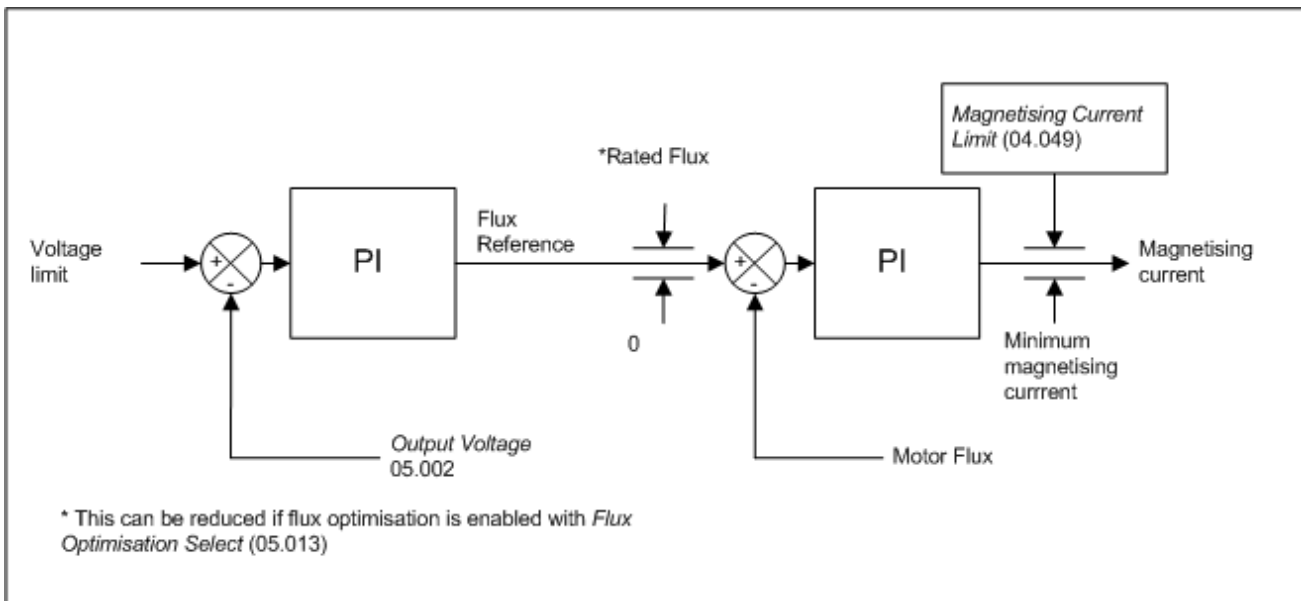 Voltage
limit
+
-
PI
Flux
Reference
Output Voltage
05.002
*Rated Flux
0
+
-
PI
Motor Flux
Magnetising Current
Limit (04.049)
Minimum
magnetising
currrent
Magnetising
current
* This can be reduced if flux optimisation is enabled with Flux
Optimisation Select (05.013)